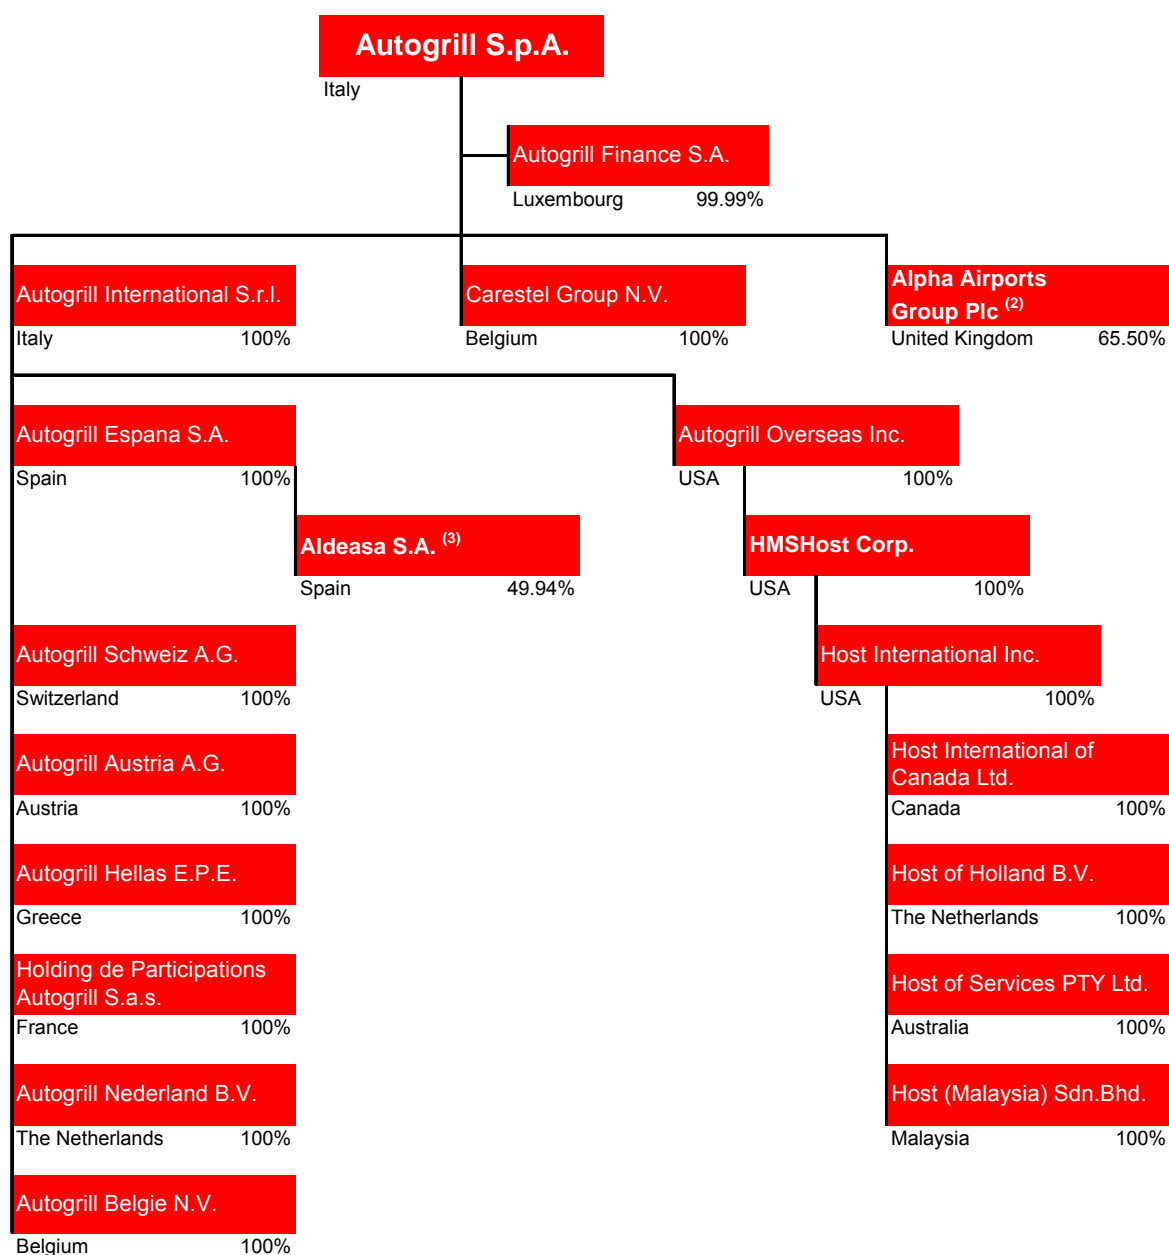 Autogrill S.p.A.
Italy
Autogrill Finance S.A.
Luxembourg 99.99%
Autogrill International S.r.l.
Italy 100%
Carestel Group N.V.
Belgium 100%
Alpha Airports
Group Plc (2)
United Kingdom 65.50%
Autogrill Espana S.A.
Spain 100%
Autogrill Overseas Inc.
USA 100%
Aldeasa S.A. (3)
Spain 49.94%
HMSHost Corp.
USA 100%
Autogrill Schweiz A.G.
Switzerland 100%
Host International Inc.
USA 100%
Autogrill Austria A.G.
Austria 100%
Host International of
Canada Ltd.
Canada 100%
Autogrill Hellas E.P.E.
Greece 100%
Host of Holland B.V.
The Netherlands 100%
Holding de Participations
Autogrill S.a.s.
France 100%
Host of Services PTY Ltd.
Australia 100%
Autogrill Nederland B.V.
The Netherlands 100%
Host (Malaysia) Sdn.Bhd.
Malaysia 100%
Autogrill Belgie N.V.
Belgium 100%